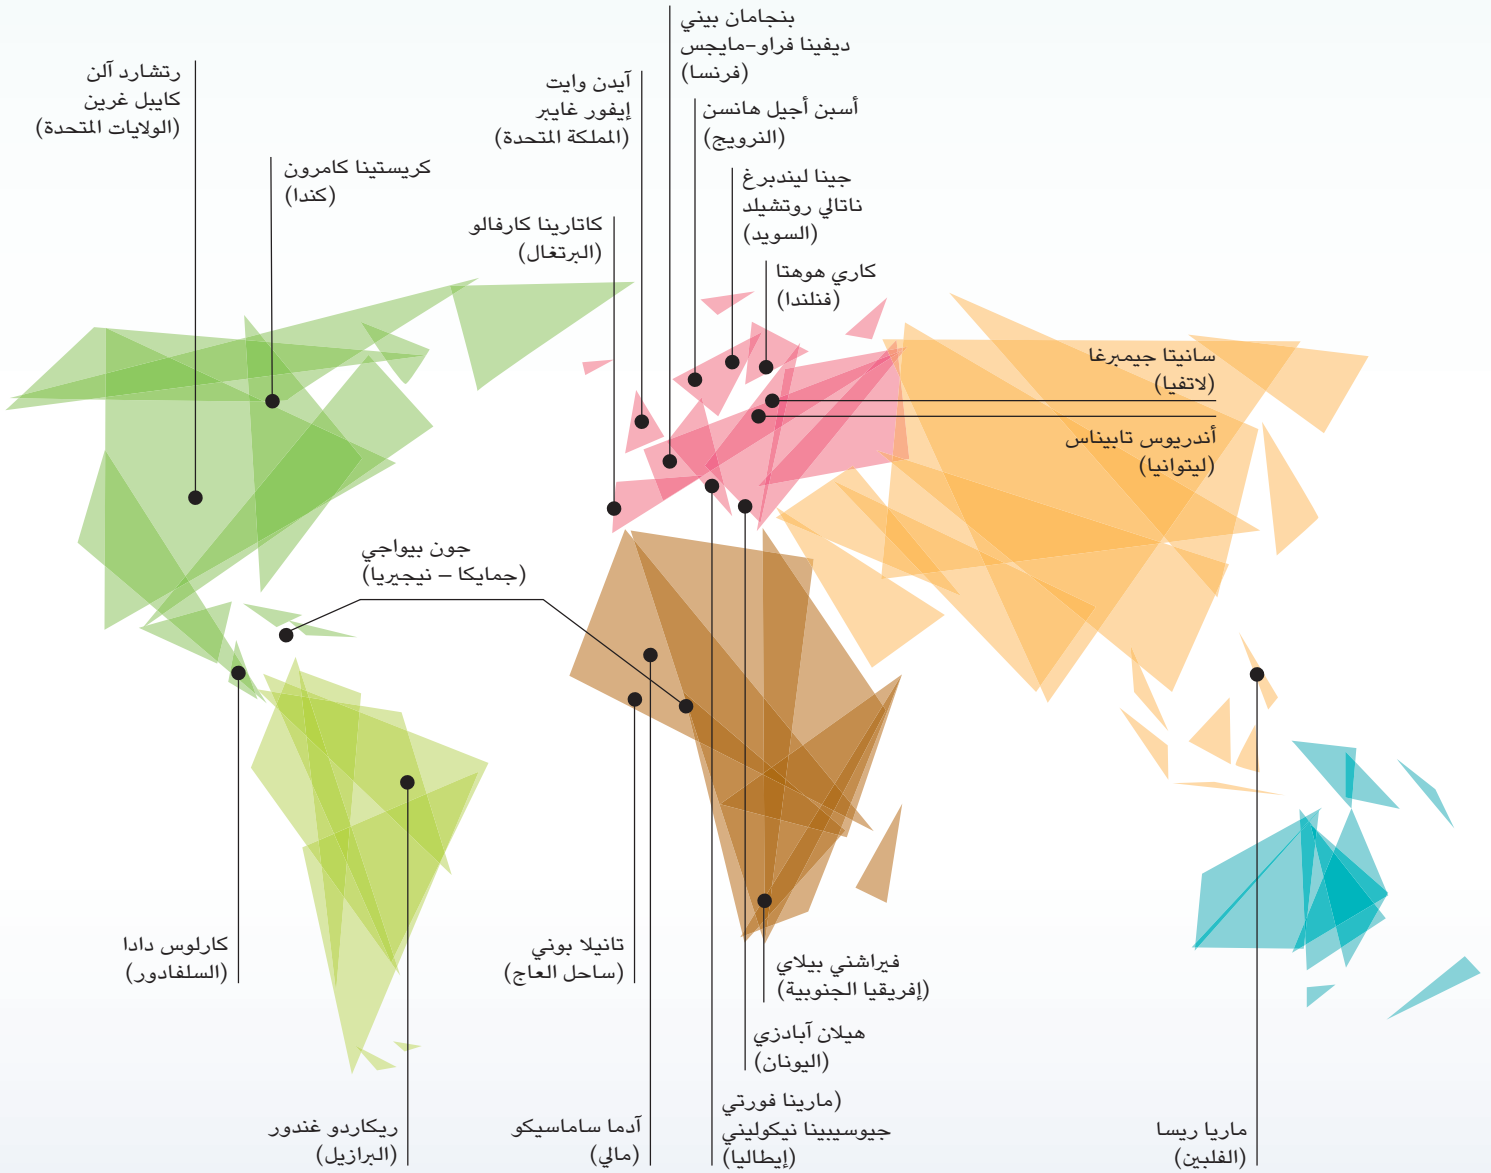 بنجامان بيني
ديفينا فراو-مايجس
(فرنسا)
رتشارد آلن
كايبل غرين
(الولايات المتحدة)
آيدن وايت
إيفور غايبر
(المملكة المتحدة)
أسبن أجيل هانسن
(النرويج)
كريستينا كامرون
(كندا)
جينا ليندبرغ
ناتالي روتشيلد
(السويد)
كاتارينا كارفالو
(البرتغال)
كاري هوهتا
(فنلندا)
سانيتا جيمبرغا
(لاتفيا)
أندريوس تابيناس
(ليتوانيا)
جون بيواجي
(جمايكا – نيجيريا)
كارلوس دادا
(السلفادور)
تانيلا بوني
(ساحل العاج)
فيراشني بيلاي
(إفريقيا الجنوبية)
هيلان آبادزي
(اليونان)
ريكاردو غندور
(البرازيل)
آدما ساماسيكو
(مالي)
(مارينا فورتي
جيوسيبينا نيكوليني
(إيطاليا)
ماريا ريسا
(الفلبين)